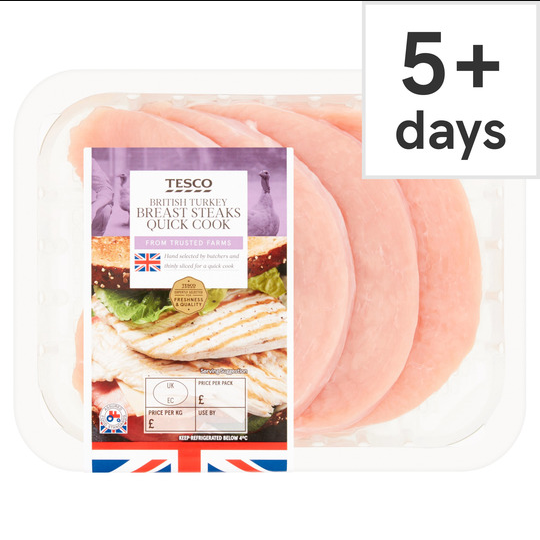 5+
days
TESCO
BRITISH TURKEY
BREAST STEAKS
QUICK COOK
FROM TRUSTED FARMS
Hand selected by butchers and
thinly sliced for a quick cook
TESCO
FRESHNESS
& QUALITY
Serving Suggestion
UK
EC
PRICE PER PACK
£
PRICE PER KG
£
USE BY
KEEP REFRIGERATED BELOW 4°C